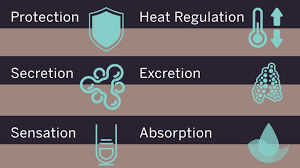 Protection
Heat Regulation
Secretion
Excretion
Sensation
Absorption